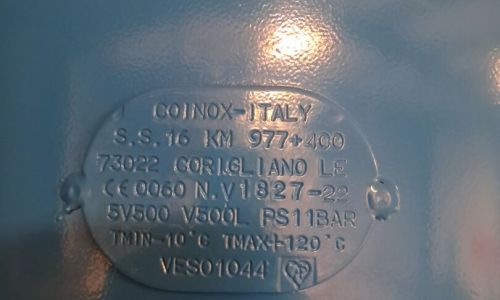 COINOX-ITALY
S.S.16 KM 977+400
73022 CORIGLIANO LE
CE 0060 N.V1827-22
5V500 V500L PS11BAR
TMIN-10°C TMAX+120°C
VES01044